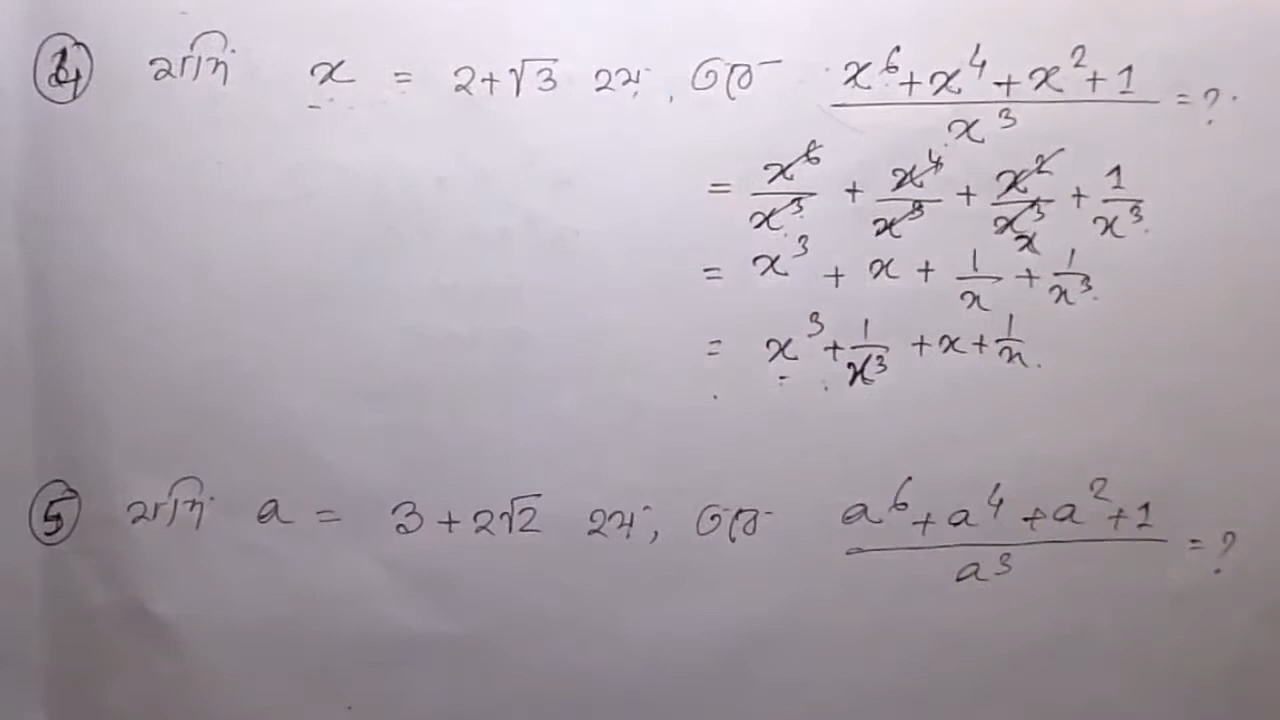 ④ যদি x = 2+√3 হয়, তবে (x⁶+x⁴+x²+1)/x³ = ?
= x⁶/x³ + x⁴/x³ + x²/x³ + 1/x³
x
= x³ + x + 1/x + 1/x³
= x³ + 1/x³ + x + 1/x
⑤ যদি a = 3+2√2 হয়, তবে (a⁶+a⁴+a²+1)/a³ = ?